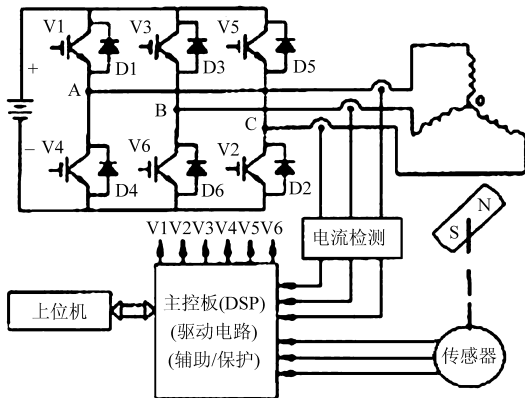 V1 V3 V5
+ D1 D3 D5
A
B
C
o
V4 V6 V2
− D4 D6 D2
N
S
V1V2V3V4V5V6
电流检测
上位机
主控板(DSP)
(驱动电路)
(辅助/保护)
传感器